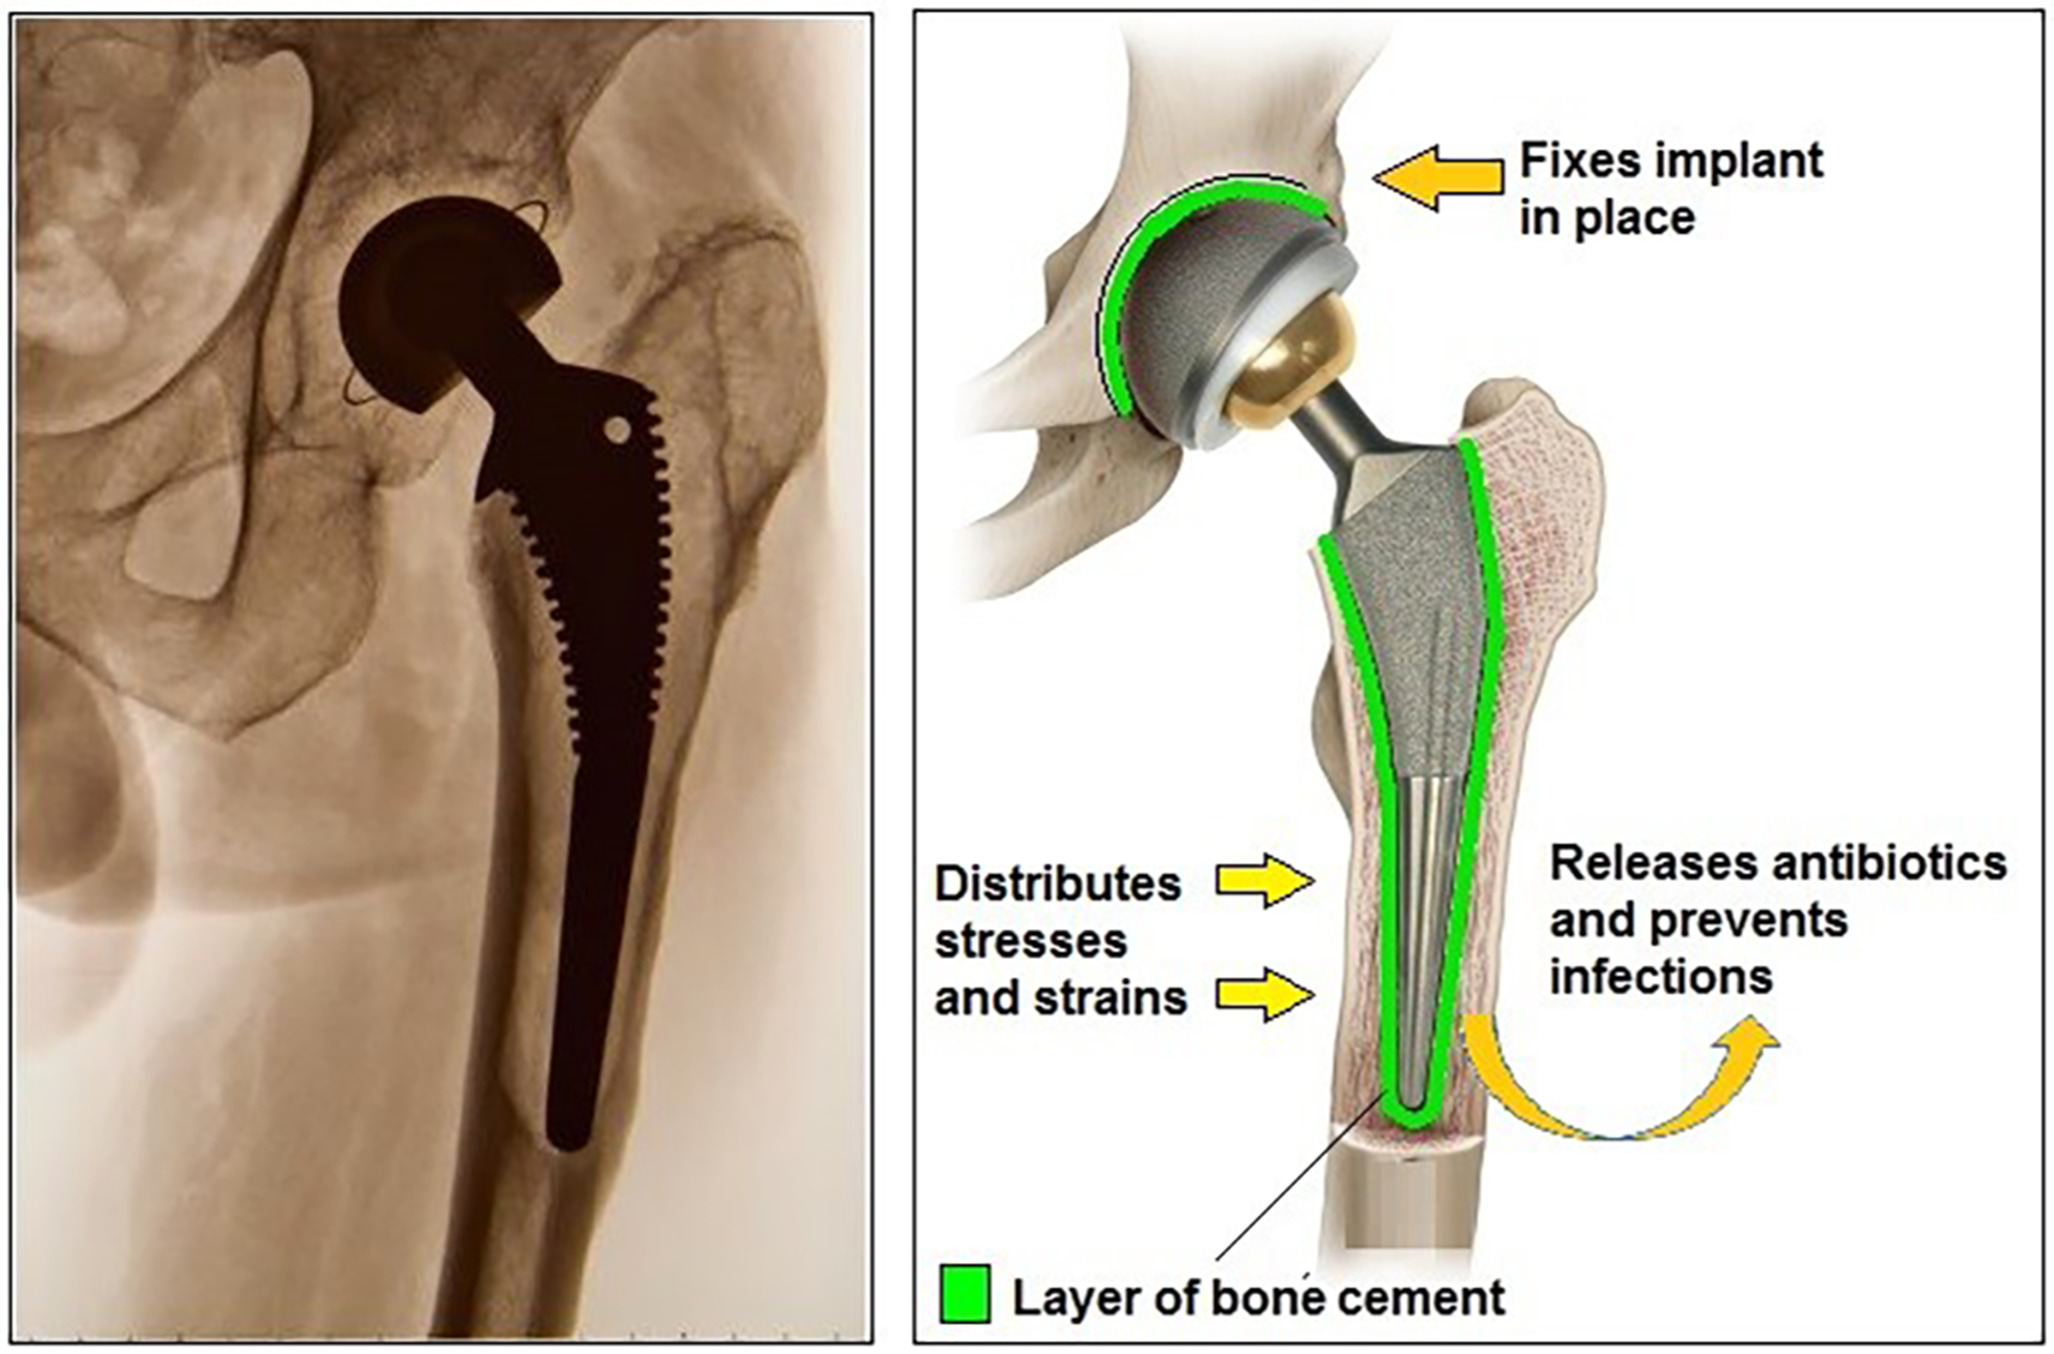 Fixes implant
in place
Distributes
stresses
and strains
Releases antibiotics
and prevents
infections
Layer of bone cement